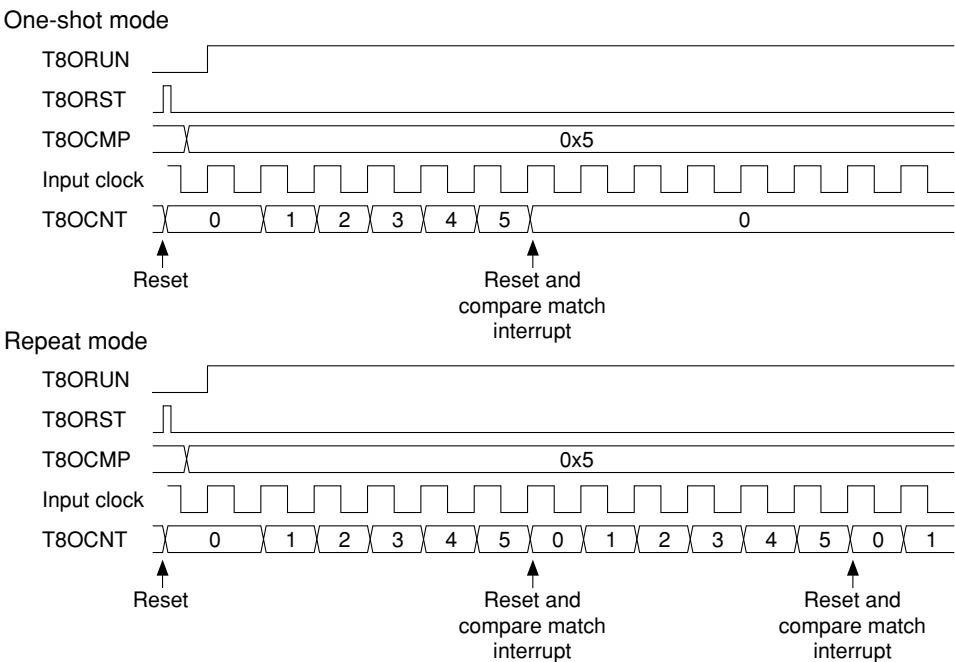 One-shot mode
T8ORUN
T8ORST
T8OCMP 0x5
Input clock
T8OCNT 0 1 2 3 4 5 0
Reset Reset and
compare match
interrupt
Repeat mode
T8ORUN
T8ORST
T8OCMP 0x5
Input clock
T8OCNT 0 1 2 3 4 5 0 1 2 3 4 5 0 1
Reset Reset and Reset and
compare match compare match
interrupt interrupt